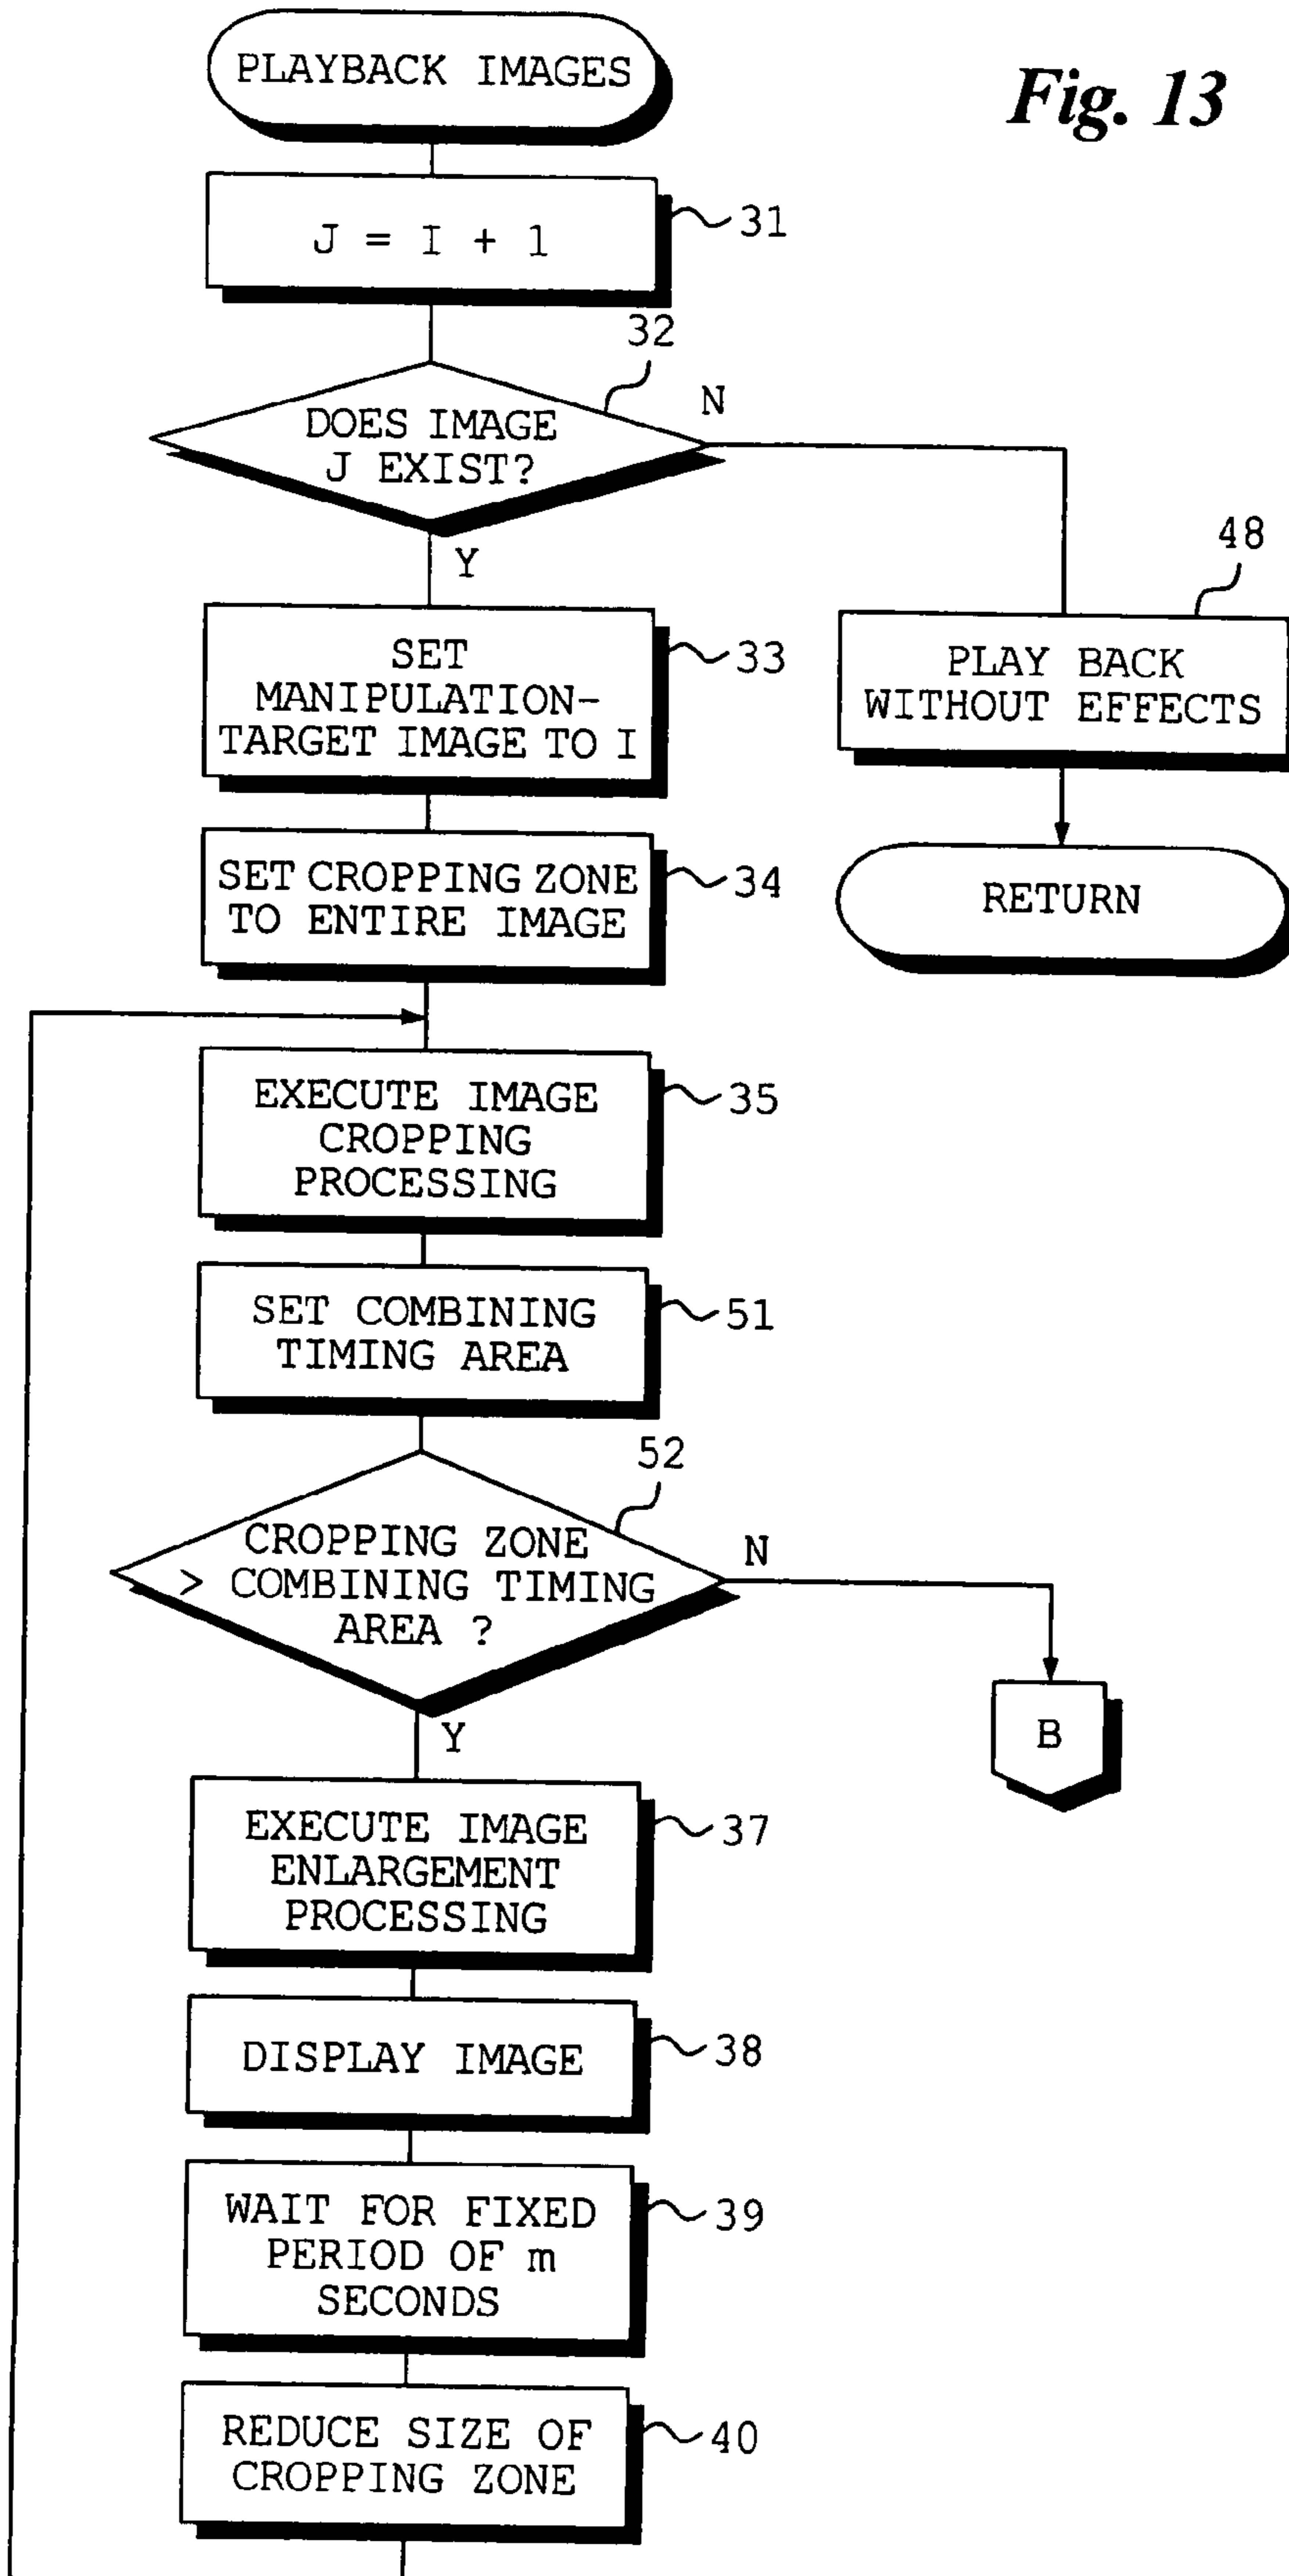 PLAYBACK IMAGES
Fig. 13
J = I + 1
31
32
DOES IMAGE
J EXIST?
N
Y
48
SET
MANIPULATION-
TARGET IMAGE TO I
33
PLAY BACK
WITHOUT EFFECTS
SET CROPPING ZONE
TO ENTIRE IMAGE
34
RETURN
EXECUTE IMAGE
CROPPING
PROCESSING
35
SET COMBINING
TIMING AREA
51
52
CROPPING ZONE
> COMBINING TIMING
AREA ?
N
Y
B
EXECUTE IMAGE
ENLARGEMENT
PROCESSING
37
DISPLAY IMAGE
38
WAIT FOR FIXED
PERIOD OF m
SECONDS
39
REDUCE SIZE OF
CROPPING ZONE
40